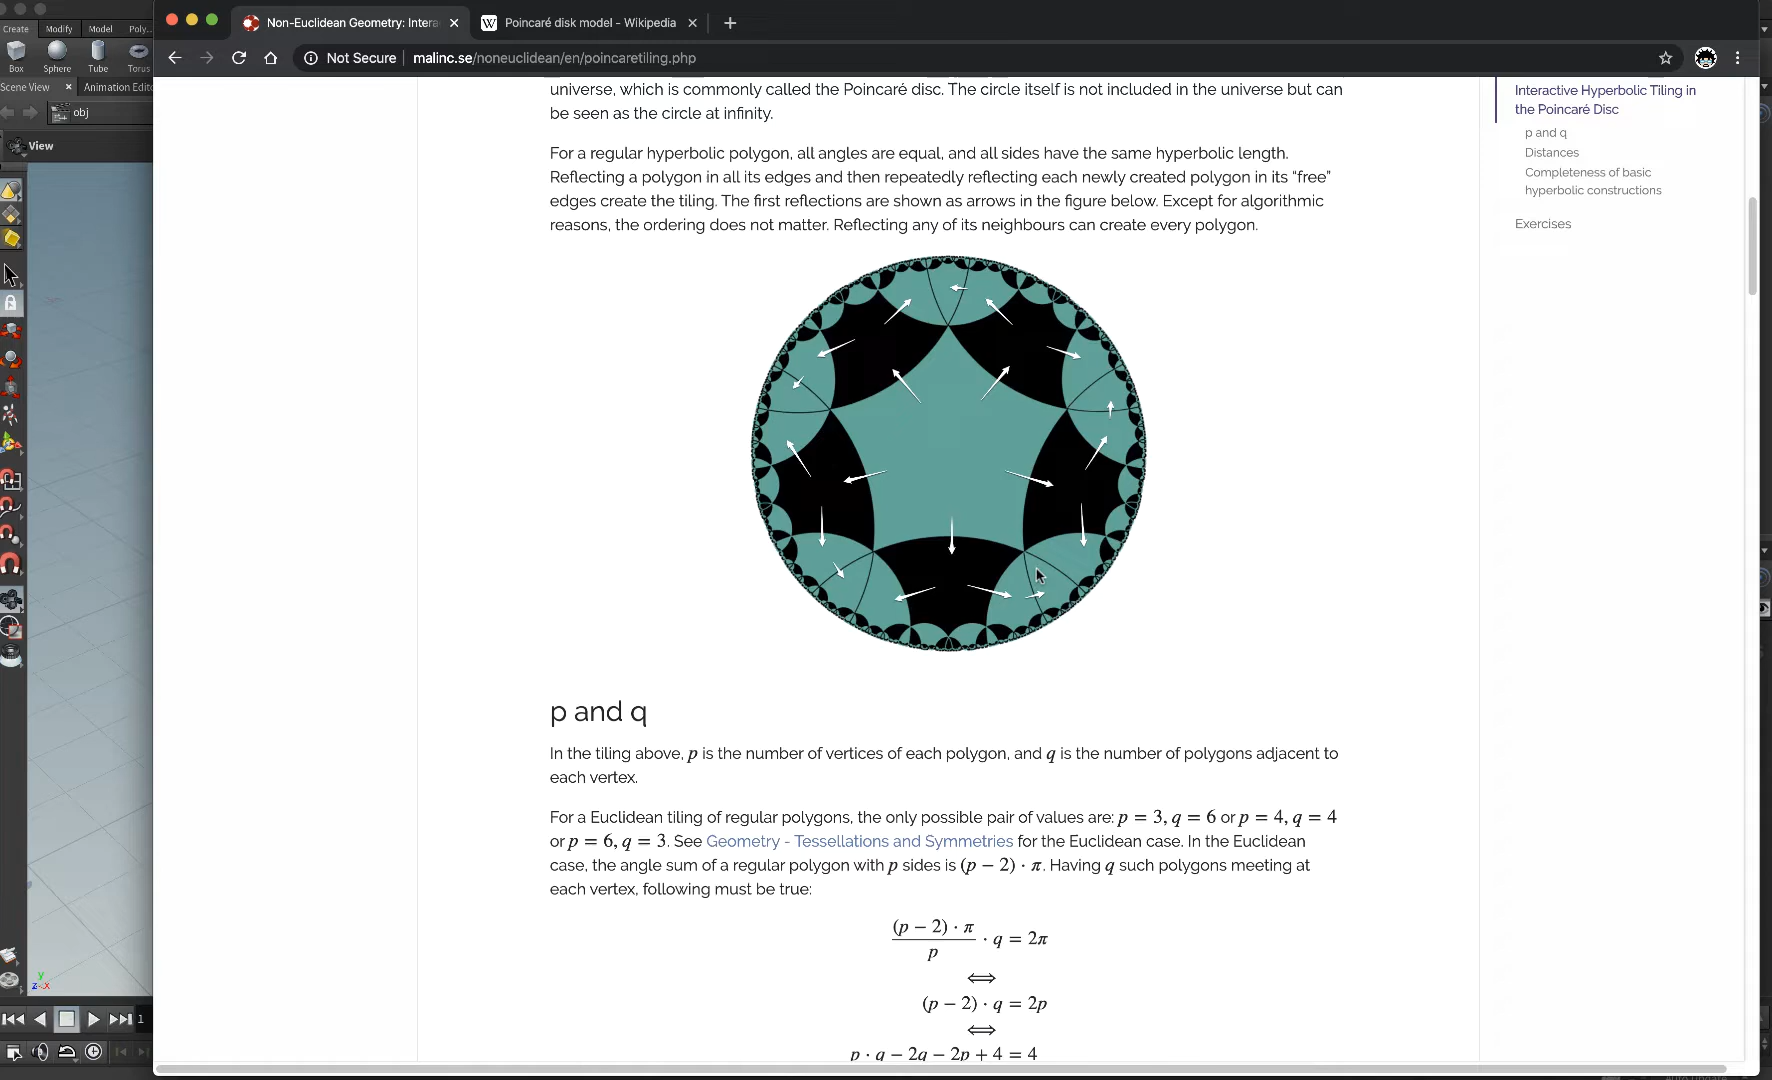 Create Modify Model Poly...
Box Sphere Tube Torus
Scene View × Animation Edito
obj
View
Non-Euclidean Geometry: Intera ×
Poincaré disk model - Wikipedia ×
Not Secure | malinc.se/noneuclidean/en/poincaretiling.php
universe, which is commonly called the Poincaré disc. The circle itself is not included in the universe but can
be seen as the circle at infinity.
For a regular hyperbolic polygon, all angles are equal, and all sides have the same hyperbolic length.
Reflecting a polygon in all its edges and then repeatedly reflecting each newly created polygon in its “free”
edges create the tiling. The first reflections are shown as arrows in the figure below. Except for algorithmic
reasons, the ordering does not matter. Reflecting any of its neighbours can create every polygon.
p and q
In the tiling above, p is the number of vertices of each polygon, and q is the number of polygons adjacent to
each vertex.
For a Euclidean tiling of regular polygons, the only possible pair of values are: p = 3, q = 6 or p = 4, q = 4
or p = 6, q = 3. See Geometry - Tessellations and Symmetries for the Euclidean case. In the Euclidean
case, the angle sum of a regular polygon with p sides is (p − 2) · π. Having q such polygons meeting at
each vertex, following must be true:
(p − 2) · π
p
· q = 2π
⟺
(p − 2) · q = 2p
⟺
p · q − 2q − 2p + 4 = 4
Interactive Hyperbolic Tiling in
the Poincaré Disc
p and q
Distances
Completeness of basic
hyperbolic constructions
Exercises
y
z x
1